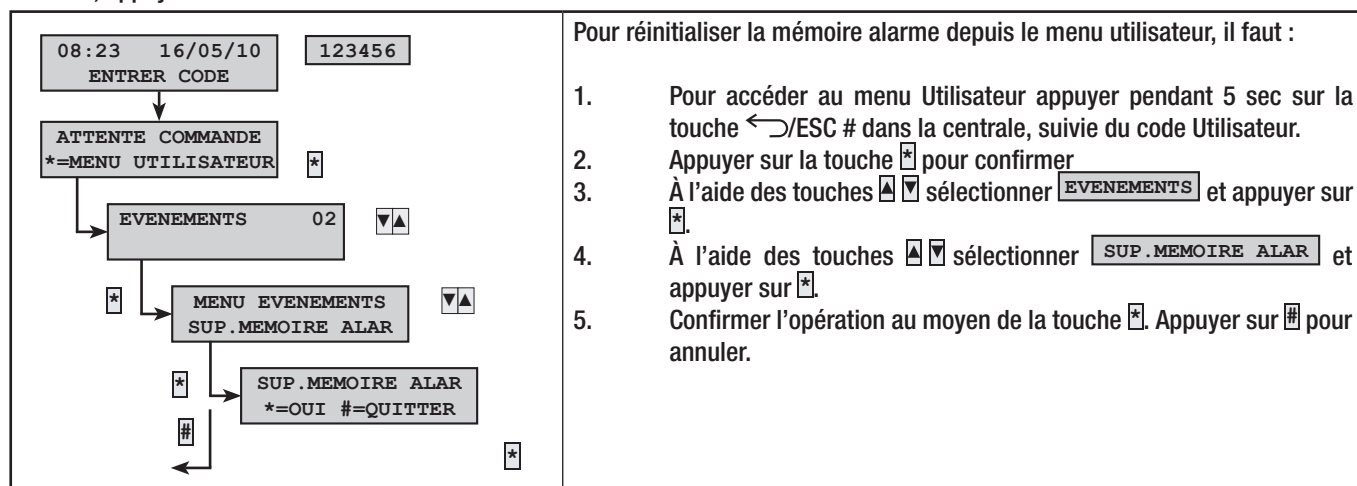 08:23 16/05/10
ENTRER CODE
123456
ATTENTE COMMANDE
*=MENU UTILISATEUR
*
EVENEMENTS 02
▼▲
*
MENU EVENEMENTS
SUP.MEMOIRE ALAR
▼▲
*
SUP.MEMOIRE ALAR
*=OUI #=QUITTER
#
*
Pour réinitialiser la mémoire alarme depuis le menu utilisateur, il faut :
1. Pour accéder au menu Utilisateur appuyer pendant 5 sec sur la
touche /ESC # dans la centrale, suivie du code Utilisateur.
2. Appuyer sur la touche * pour confirmer
3. À l'aide des touches ▲ ▼ sélectionner EVENEMENTS et appuyer sur
*.
4. À l'aide des touches ▲ ▼ sélectionner SUP.MEMOIRE ALAR et
appuyer sur *.
5. Confirmer l'opération au moyen de la touche *. Appuyer sur # pour
annuler.